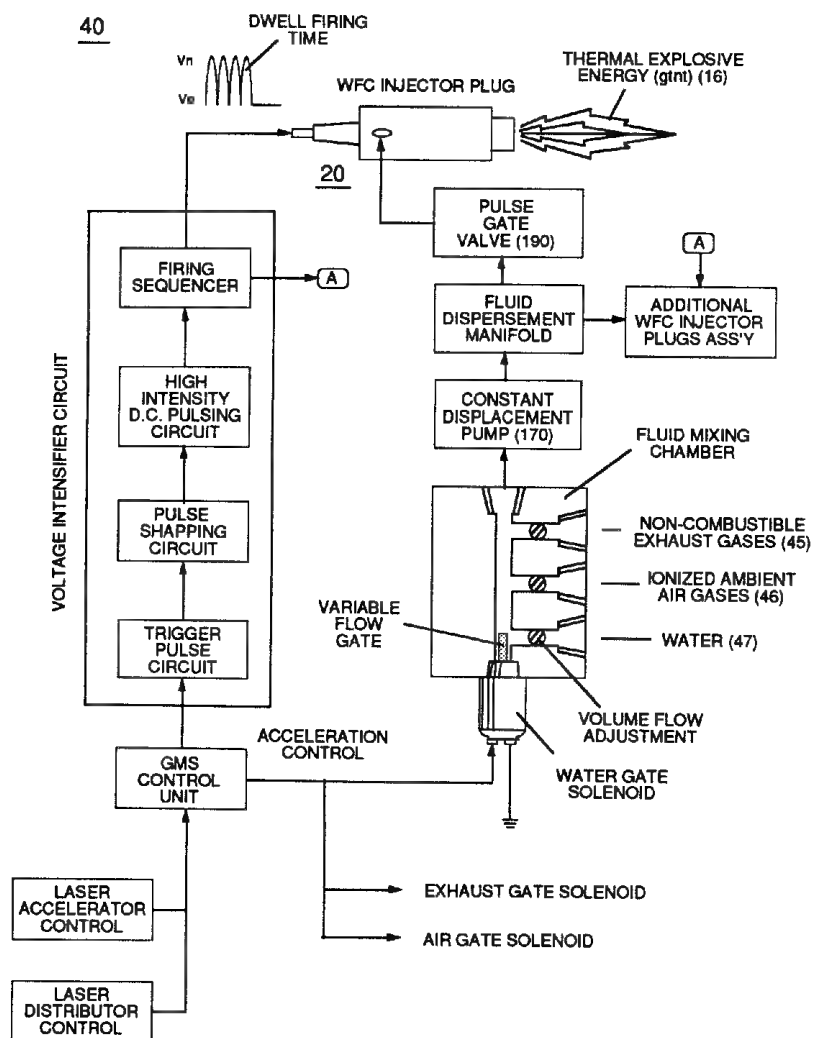 40
DWELL FIRING
TIME
Vn
THERMAL EXPLOSIVE
ENERGY (gtnt) (16)
WFC INJECTOR PLUG
20
PULSE
GATE
VALVE (190)
FIRING
SEQUENCER
A
A
FLUID
DISPERSEMENT
MANIFOLD
ADDITIONAL
WFC INJECTOR
PLUGS ASS'Y
VOLTAGE INTENSIFIER CIRCUIT
HIGH
INTENSITY
D.C. PULSING
CIRCUIT
CONSTANT
DISPLACEMENT
PUMP (170)
FLUID MIXING
CHAMBER
PULSE
SHAPPING
CIRCUIT
NON-COMBUSTIBLE
EXHAUST GASES (45)
IONIZED AMBIENT
AIR GASES (46)
VARIABLE
FLOW
GATE
WATER (47)
TRIGGER
PULSE
CIRCUIT
VOLUME FLOW
ADJUSTMENT
ACCELERATION
CONTROL
GMS
CONTROL
UNIT
WATER GATE
SOLENOID
LASER
ACCELERATOR
CONTROL
EXHAUST GATE SOLENOID
AIR GATE SOLENOID
LASER
DISTRIBUTOR
CONTROL